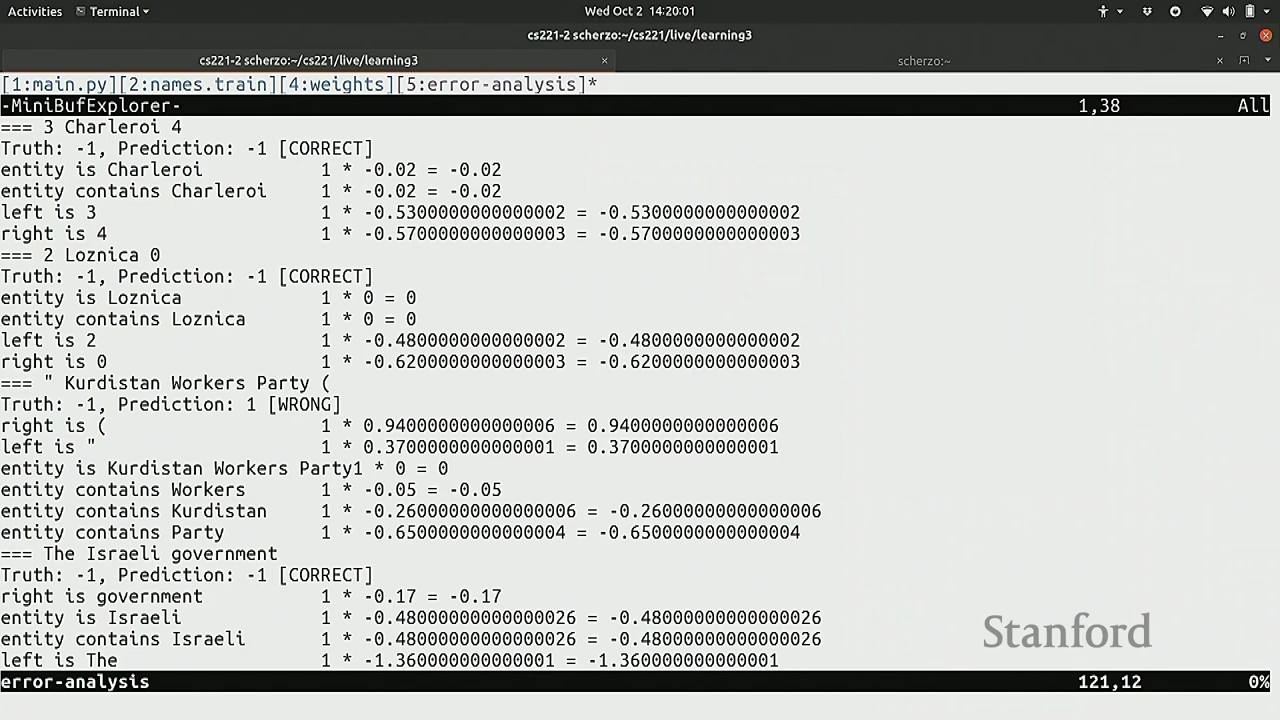 Activities Terminal Wed Oct 2 14:20:01
cs221-2 scherzo:~/cs221/live/learning3
cs221-2 scherzo:~/cs221/live/learning3 × scherzo:~ ×
[1:main.py][2:names.train][4:weights][5:error-analysis]*
-MiniBufExplorer- 1,38 All
=== 3 Charleroi 4
Truth: -1, Prediction: -1 [CORRECT]
entity is Charleroi 1 * -0.02 = -0.02
entity contains Charleroi 1 * -0.02 = -0.02
left is 3 1 * -0.5300000000000002 = -0.5300000000000002
right is 4 1 * -0.5700000000000003 = -0.5700000000000003
=== 2 Loznica 0
Truth: -1, Prediction: -1 [CORRECT]
entity is Loznica 1 * 0 = 0
entity contains Loznica 1 * 0 = 0
left is 2 1 * -0.4800000000000002 = -0.4800000000000002
right is 0 1 * -0.6200000000000003 = -0.6200000000000003
=== " Kurdistan Workers Party (
Truth: -1, Prediction: 1 [WRONG]
right is ( 1 * 0.9400000000000006 = 0.9400000000000006
left is " 1 * 0.3700000000000001 = 0.3700000000000001
entity is Kurdistan Workers Party1 * 0 = 0
entity contains Workers 1 * -0.05 = -0.05
entity contains Kurdistan 1 * -0.26000000000000006 = -0.26000000000000006
entity contains Party 1 * -0.6500000000000004 = -0.6500000000000004
=== The Israeli government
Truth: -1, Prediction: -1 [CORRECT]
right is government 1 * -0.17 = -0.17
entity is Israeli 1 * -0.48000000000000026 = -0.48000000000000026
entity contains Israeli 1 * -0.48000000000000026 = -0.48000000000000026
left is The 1 * -1.360000000000001 = -1.360000000000001
Stanford
error-analysis 121,12 0%